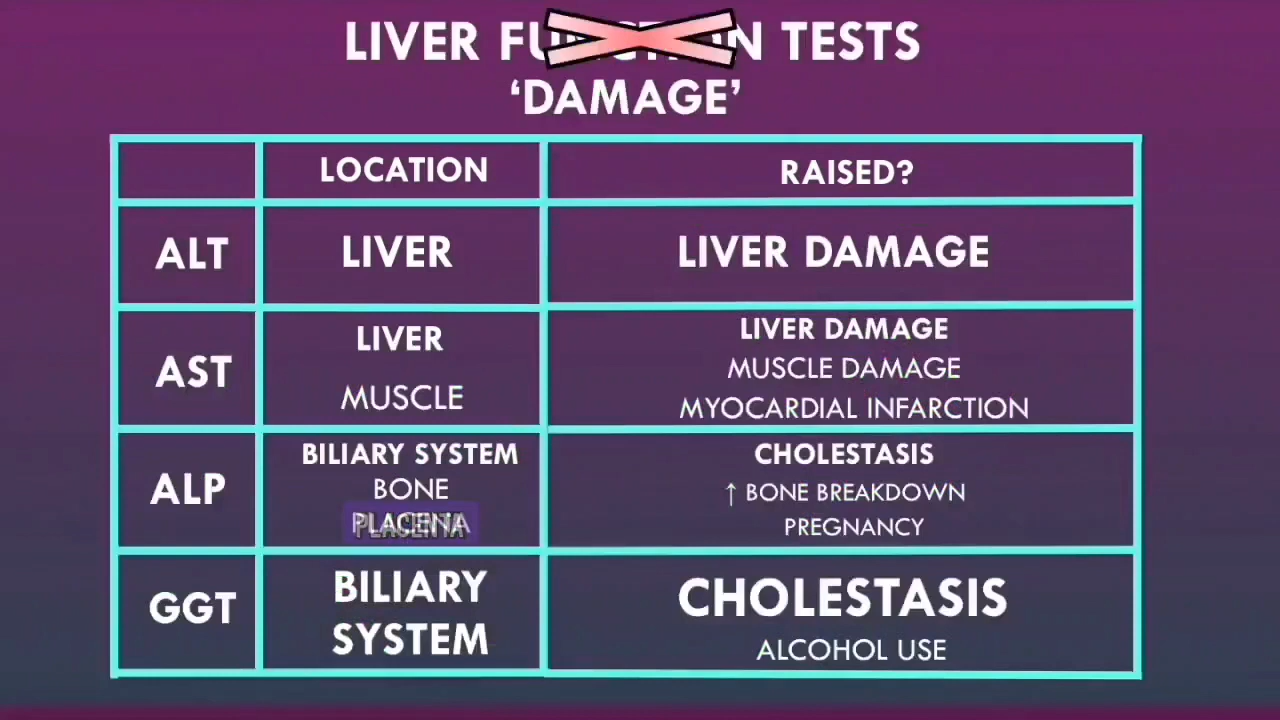 LIVER FUNCTION TESTS
‘DAMAGE’
LOCATION
RAISED?
ALT
LIVER
LIVER DAMAGE
AST
LIVER
MUSCLE
LIVER DAMAGE
MUSCLE DAMAGE
MYOCARDIAL INFARCTION
ALP
BILIARY SYSTEM
BONE
PLACENTA
CHOLESTASIS
↑ BONE BREAKDOWN
PREGNANCY
GGT
BILIARY
SYSTEM
CHOLESTASIS
ALCOHOL USE